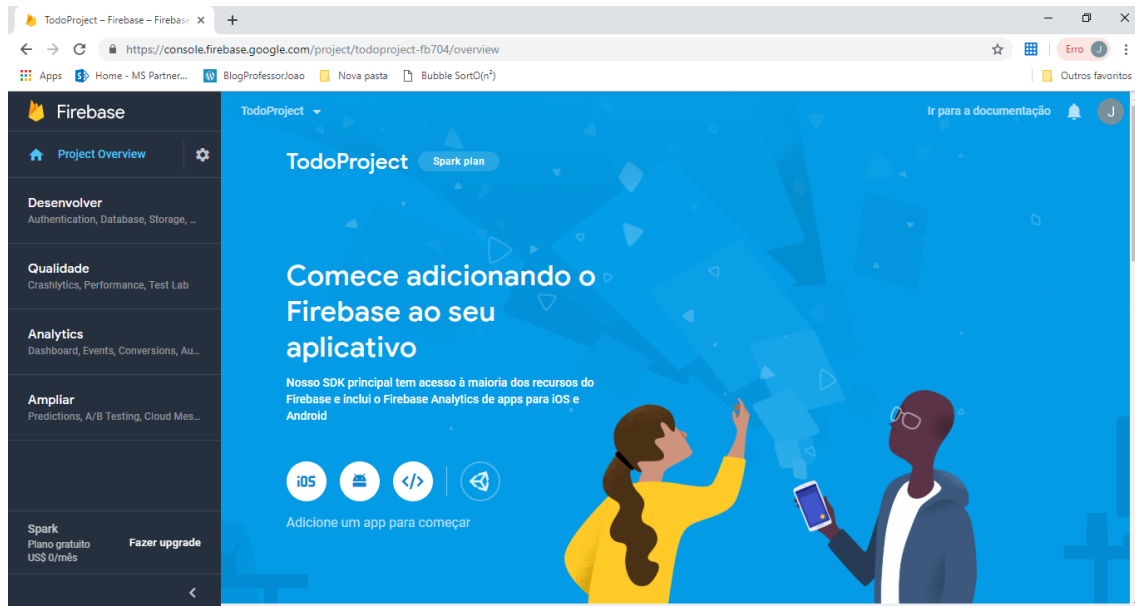 TodoProject – Firebase – Firebase
https://console.firebase.google.com/project/todoproject-fb704/overview
Erro J
Apps Home - MS Partner... BlogProfessorJoao Nova pasta Bubble SortO(n²) Outros favoritos
Firebase
TodoProject
Ir para a documentação
J
Project Overview
TodoProject
Spark plan
Desenvolver
Authentication, Database, Storage, ...
Qualidade
Crashlytics, Performance, Test Lab
Analytics
Dashboard, Events, Conversions, Au...
Ampliar
Predictions, A/B Testing, Cloud Mes...
Comece adicionando o
Firebase ao seu
aplicativo
Nosso SDK principal tem acesso à maioria dos recursos do
Firebase e inclui o Firebase Analytics de apps para iOS e
Android
iOS
</>
Adicione um app para começar
Spark
Plano gratuito
US$ 0/mês
Fazer upgrade